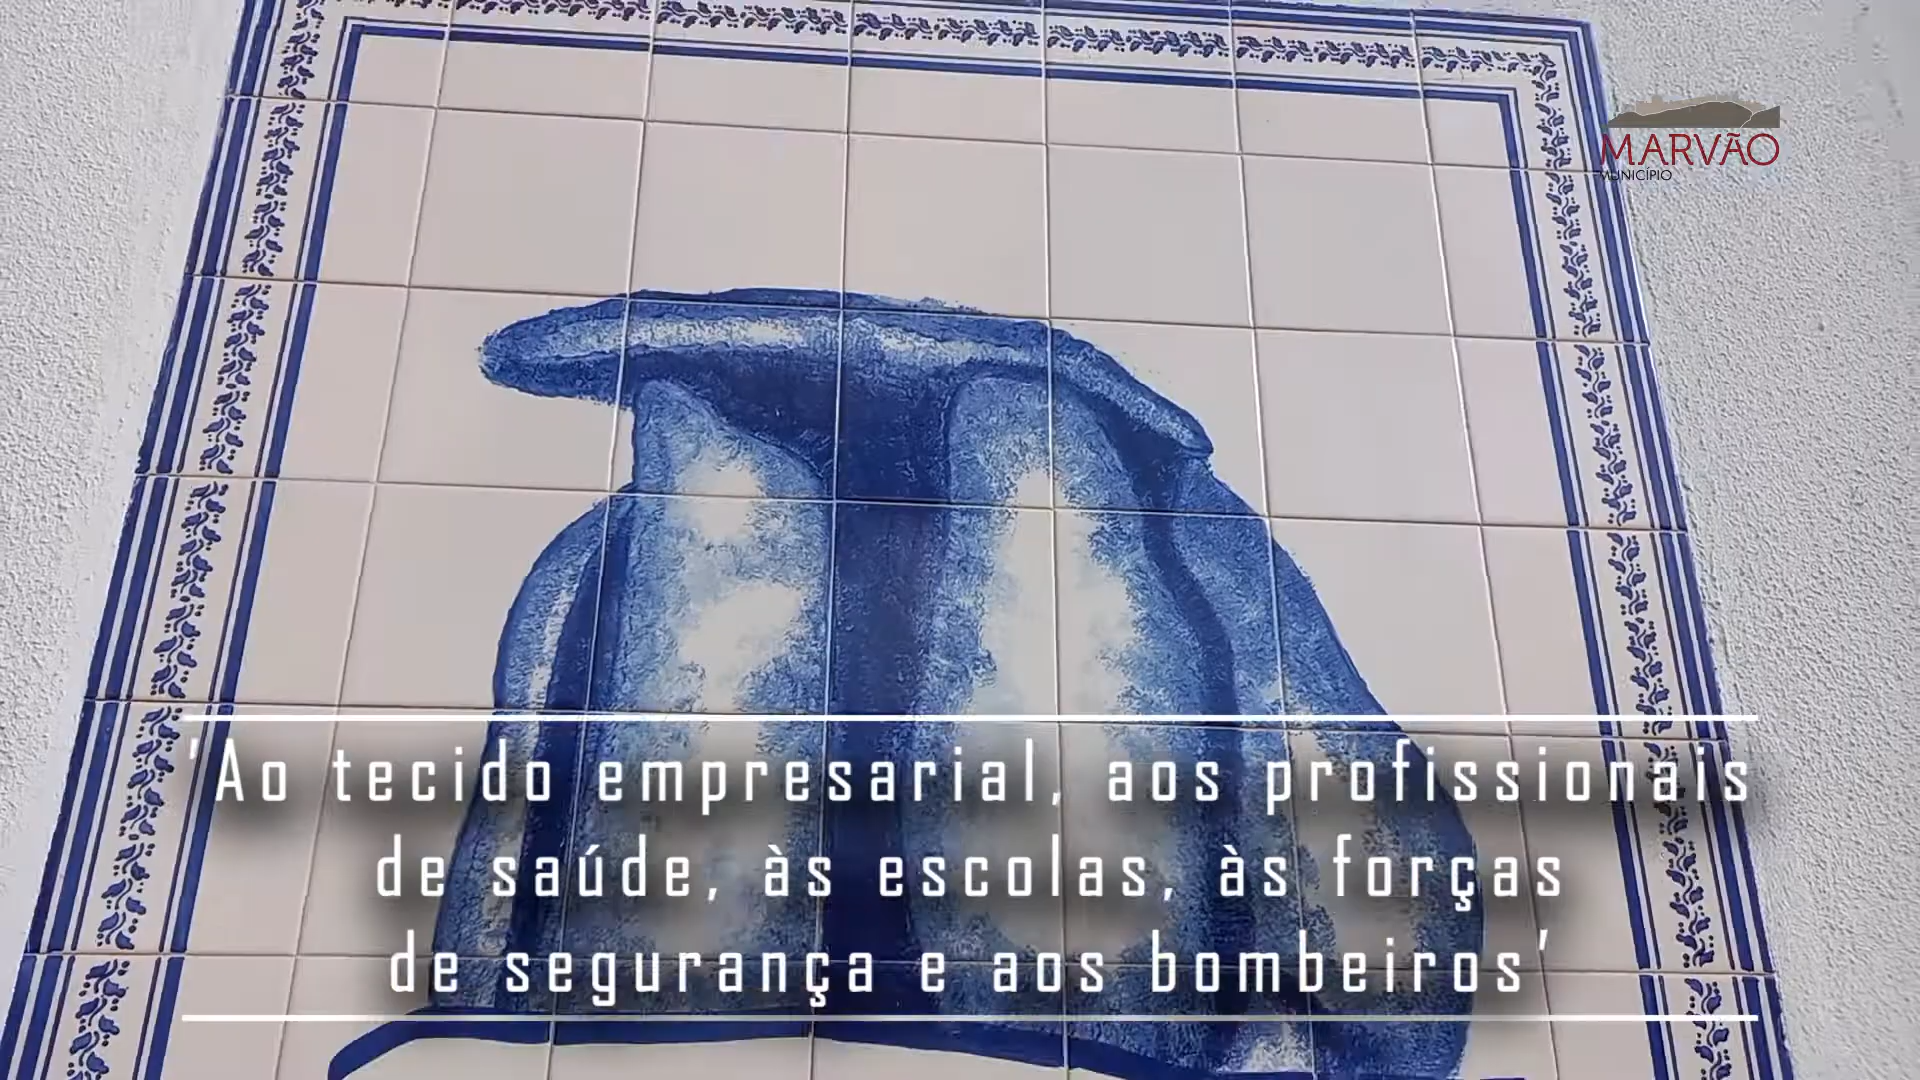 MARVÃO
MUNICÍPIO
'Ao tecido empresarial, aos profissionais
de saúde, às escolas, às forças
de segurança e aos bombeiros'